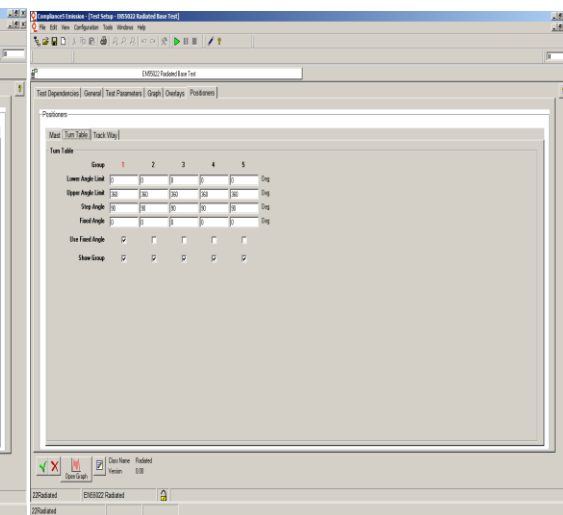 Compliance5 Emission - [Test Setup - EN55022 Radiated Base Test]
File Edit View Configuration Tools Windows Help
EN55022 Radiated Base Test
Test Dependencies General Test Parameters Graph Overlays Positioners
Positioners
Mast Turn Table Track Way
Turn Table
Group 1 2 3 4 5
Lower Angle Limit 0 0 0 0 0 Deg
Upper Angle Limit 360 360 360 360 360 Deg
Step Angle 90 90 90 90 90 Deg
Fixed Angle 0 0 0 0 0 Deg
Use Fixed Angle
Show Group
Class Name Radiated
Version 0.00
Open Graph
22Radiated EN55022 Radiated
22Radiated